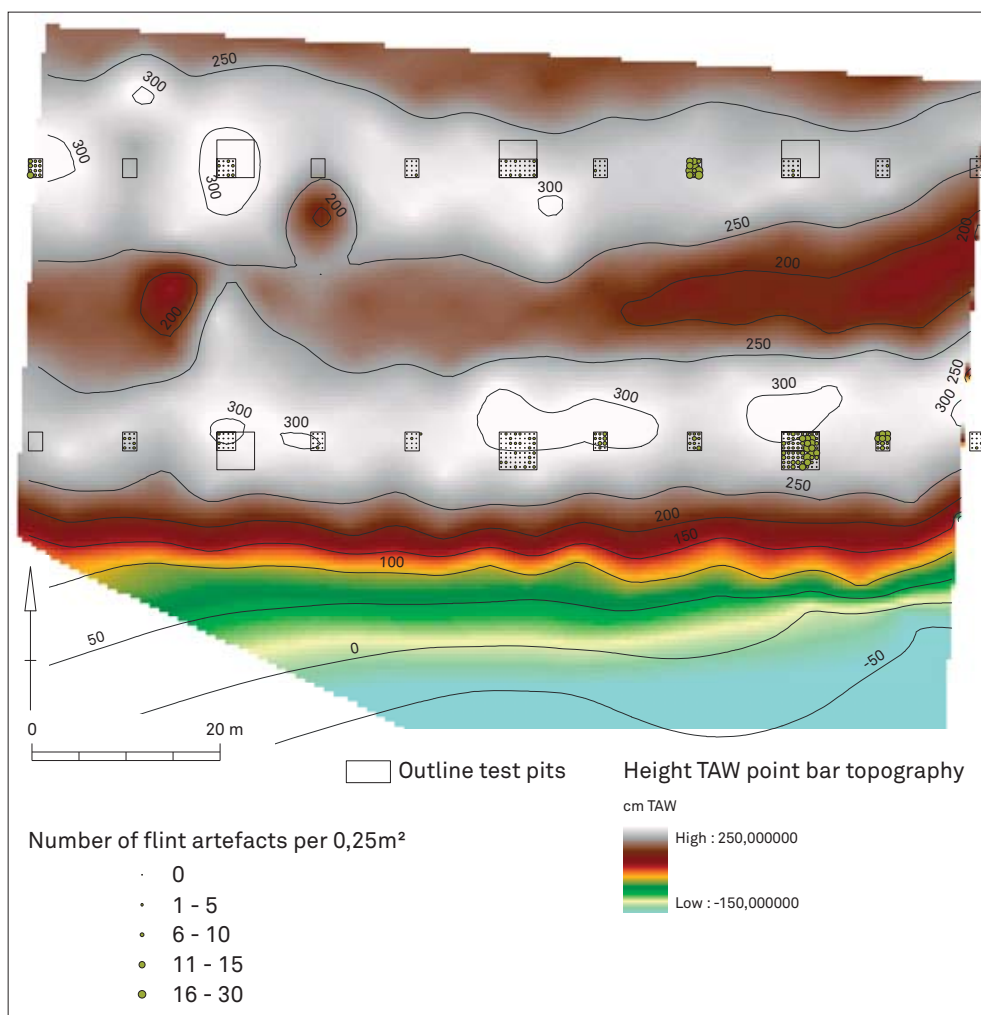 250
300
300
300
200
300
250
200
200
200
250
250
300
300
300
300
300
250
200
150
100
50
0
-50
0 20 m
Outline test pits
Height TAW point bar topography
cm TAW
High : 250,000000
Low : -150,000000
Number of flint artefacts per 0,25m²
0
1 - 5
6 - 10
11 - 15
16 - 30